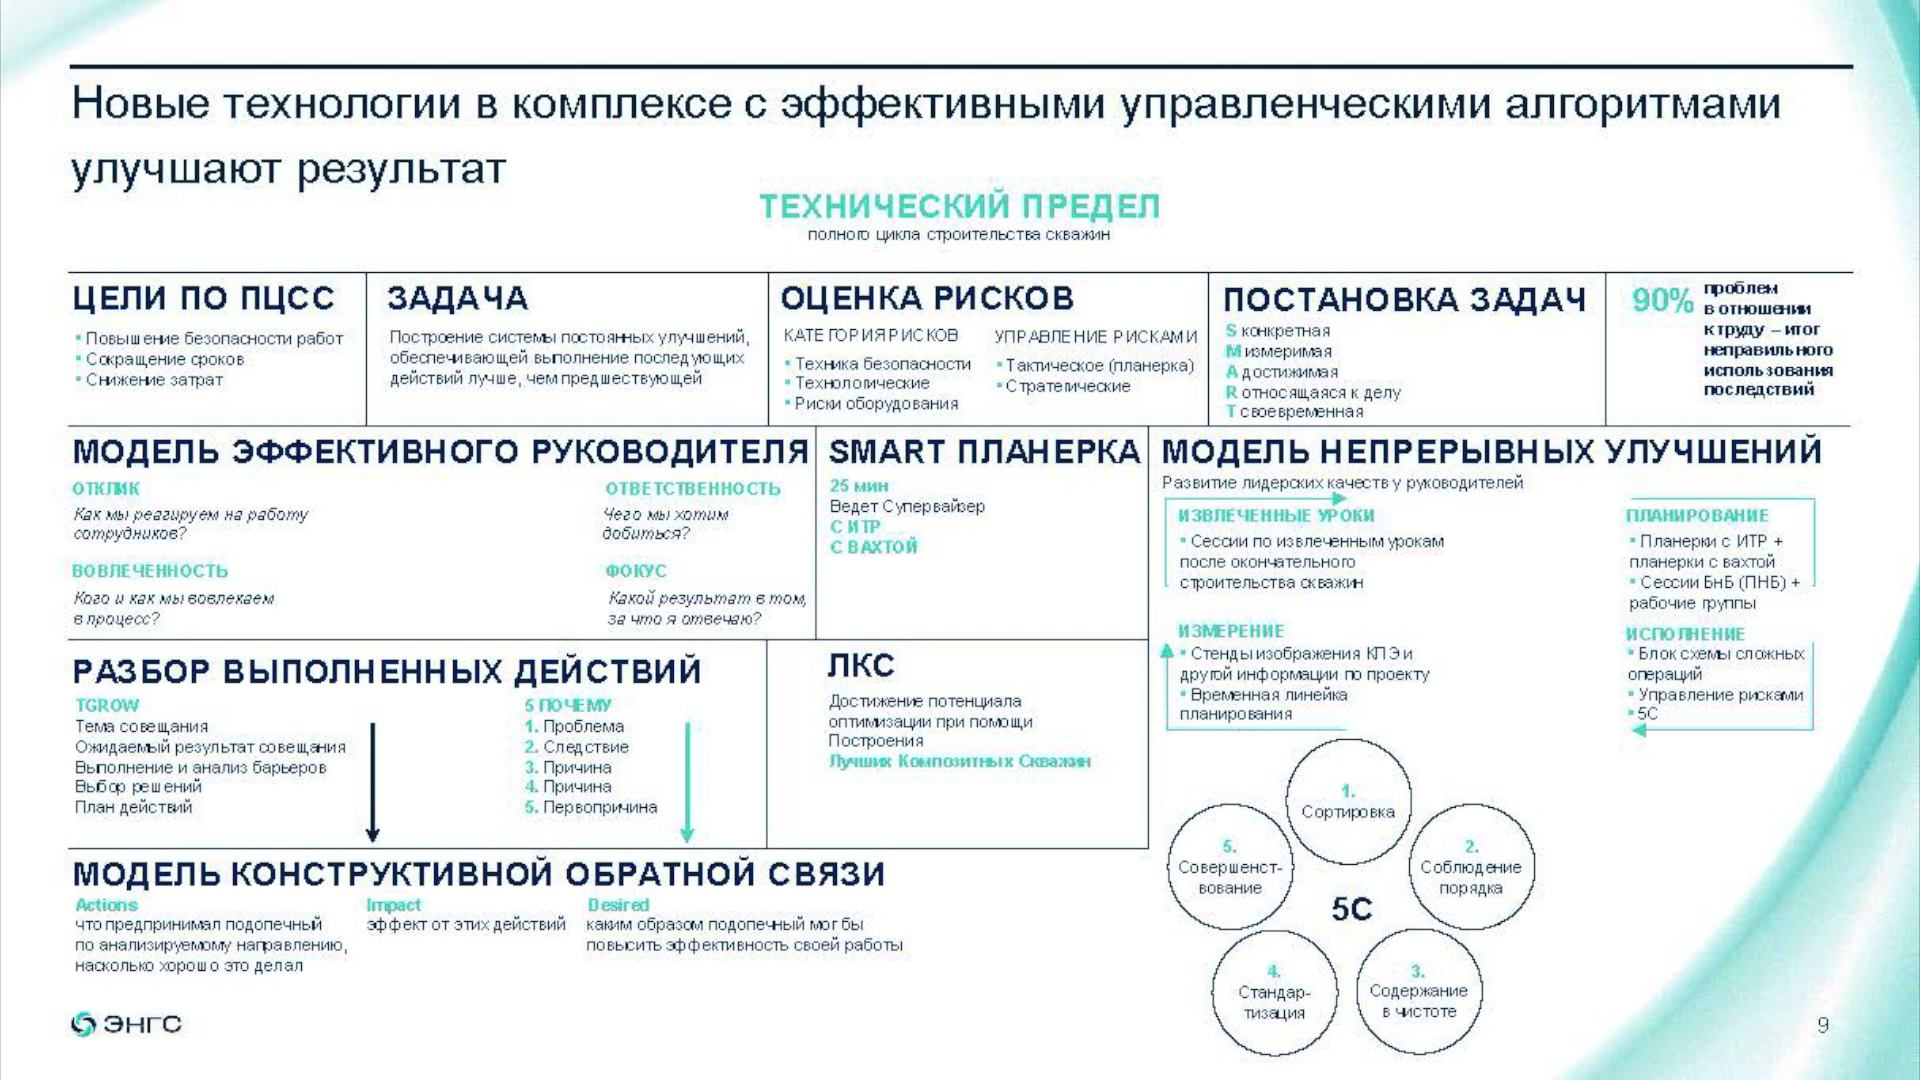 Новые технологии в комплексе с эффективными управленческими алгоритмами
улучшают результат
ТЕХНИЧЕСКИЙ ПРЕДЕЛ
полного цикла строительства скважин
ЦЕЛИ ПО ПЦСС
• Повышение безопасности работ
• Сокращение сроков
• Снижение затрат
ЗАДАЧА
Построение системы постоянных улучшений,
обеспечивающей выполнение последующих
действий лучше, чем предшествующей
ОЦЕНКА РИСКОВ
КАТЕГОРИЯ РИСКОВ
• Техника безопасности
• Технологические
• Риски оборудования
УПРАВЛЕНИЕ РИСКАМИ
• Тактическое (планерка)
• Стратегические
ПОСТАНОВКА ЗАДАЧ
S конкретная
M измеримая
A достижимая
R относящаяся к делу
T своевременная
90%
проблем
в отношении
к труду – итог
неправильного
использования
последствий
МОДЕЛЬ ЭФФЕКТИВНОГО РУКОВОДИТЕЛЯ
ОТКЛИК
Как мы реагируем на работу
сотрудников?
ОТВЕТСТВЕННОСТЬ
Чего мы хотим
добиться?
ВОВЛЕЧЕННОСТЬ
Кого и как мы вовлекаем
в процесс?
ФОКУС
Какой результат в том,
за что я отвечаю?
SMART ПЛАНЕРКА
25 мин
Ведет Супервайзер
С ИТР
С ВАХТОЙ
МОДЕЛЬ НЕПРЕРЫВНЫХ УЛУЧШЕНИЙ
Развитие лидерских качеств у руководителей
ИЗВЛЕЧЕННЫЕ УРОКИ
• Сессии по извлеченным урокам
после окончательного
строительства скважин
ПЛАНИРОВАНИЕ
• Планерки с ИТР +
планерки с вахтой
• Сессии БнБ (ПНБ) +
рабочие группы
ИЗМЕРЕНИЕ
• Стенды изображения КПЭ и
другой информации по проекту
• Временная линейка
планирования
ИСПОЛНЕНИЕ
• Блок схемы сложных
операций
• Управление рисками
• 5С
РАЗБОР ВЫПОЛНЕННЫХ ДЕЙСТВИЙ
TGROW
Тема совещания
Ожидаемый результат совещания
Выполнение и анализ барьеров
Выбор решений
План действий
5 ПОЧЕМУ
1. Проблема
2. Следствие
3. Причина
4. Причина
5. Первопричина
ЛКС
Достижение потенциала
оптимизации при помощи
Построения
Лучших Композитных Скважин
МОДЕЛЬ КОНСТРУКТИВНОЙ ОБРАТНОЙ СВЯЗИ
Actions
что предпринимал подопечный
по анализируемому направлению,
насколько хорошо это делал
Impact
эффект от этих действий
Desired
каким образом подопечный мог бы
повысить эффективность своей работы
1.
Сортировка
2.
Соблюдение
порядка
3.
Содержание
в чистоте
4.
Стандар-
тизация
5.
Совершенст-
вование
5С
ЭНГС
9